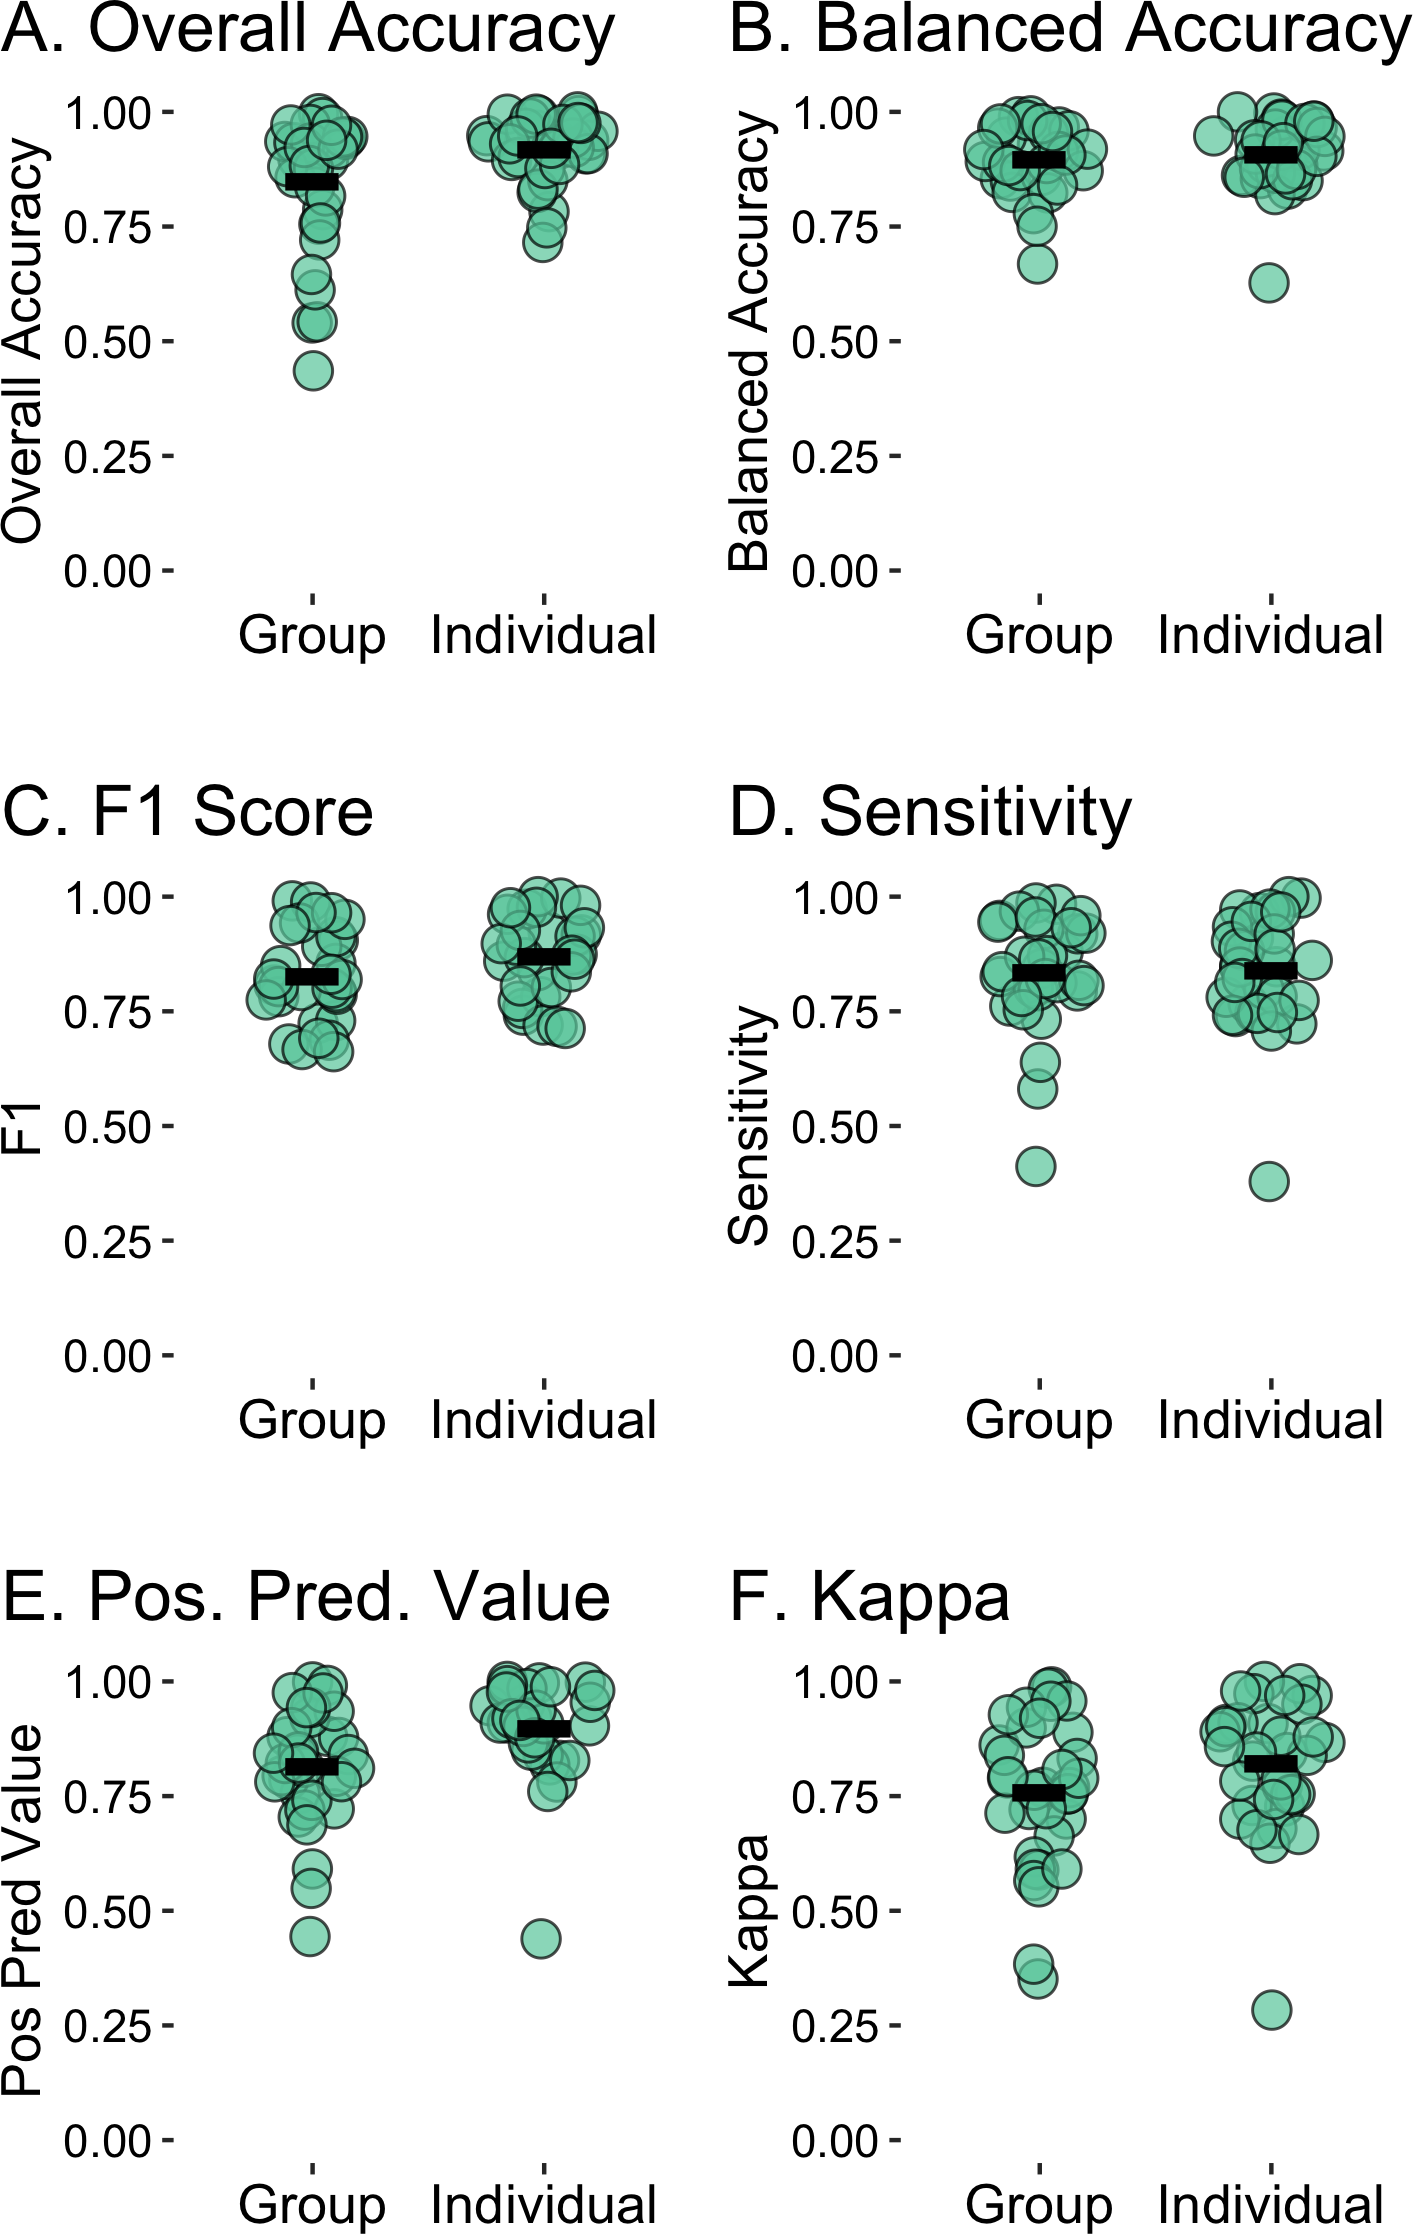 A. Overall Accuracy
Overall Accuracy
1.00
0.75
0.50
0.25
0.00
Group Individual
B. Balanced Accuracy
Balanced Accuracy
1.00
0.75
0.50
0.25
0.00
Group Individual
C. F1 Score
F1
1.00
0.75
0.50
0.25
0.00
Group Individual
D. Sensitivity
Sensitivity
1.00
0.75
0.50
0.25
0.00
Group Individual
E. Pos. Pred. Value
Pos Pred Value
1.00
0.75
0.50
0.25
0.00
Group Individual
F. Kappa
Kappa
1.00
0.75
0.50
0.25
0.00
Group Individual